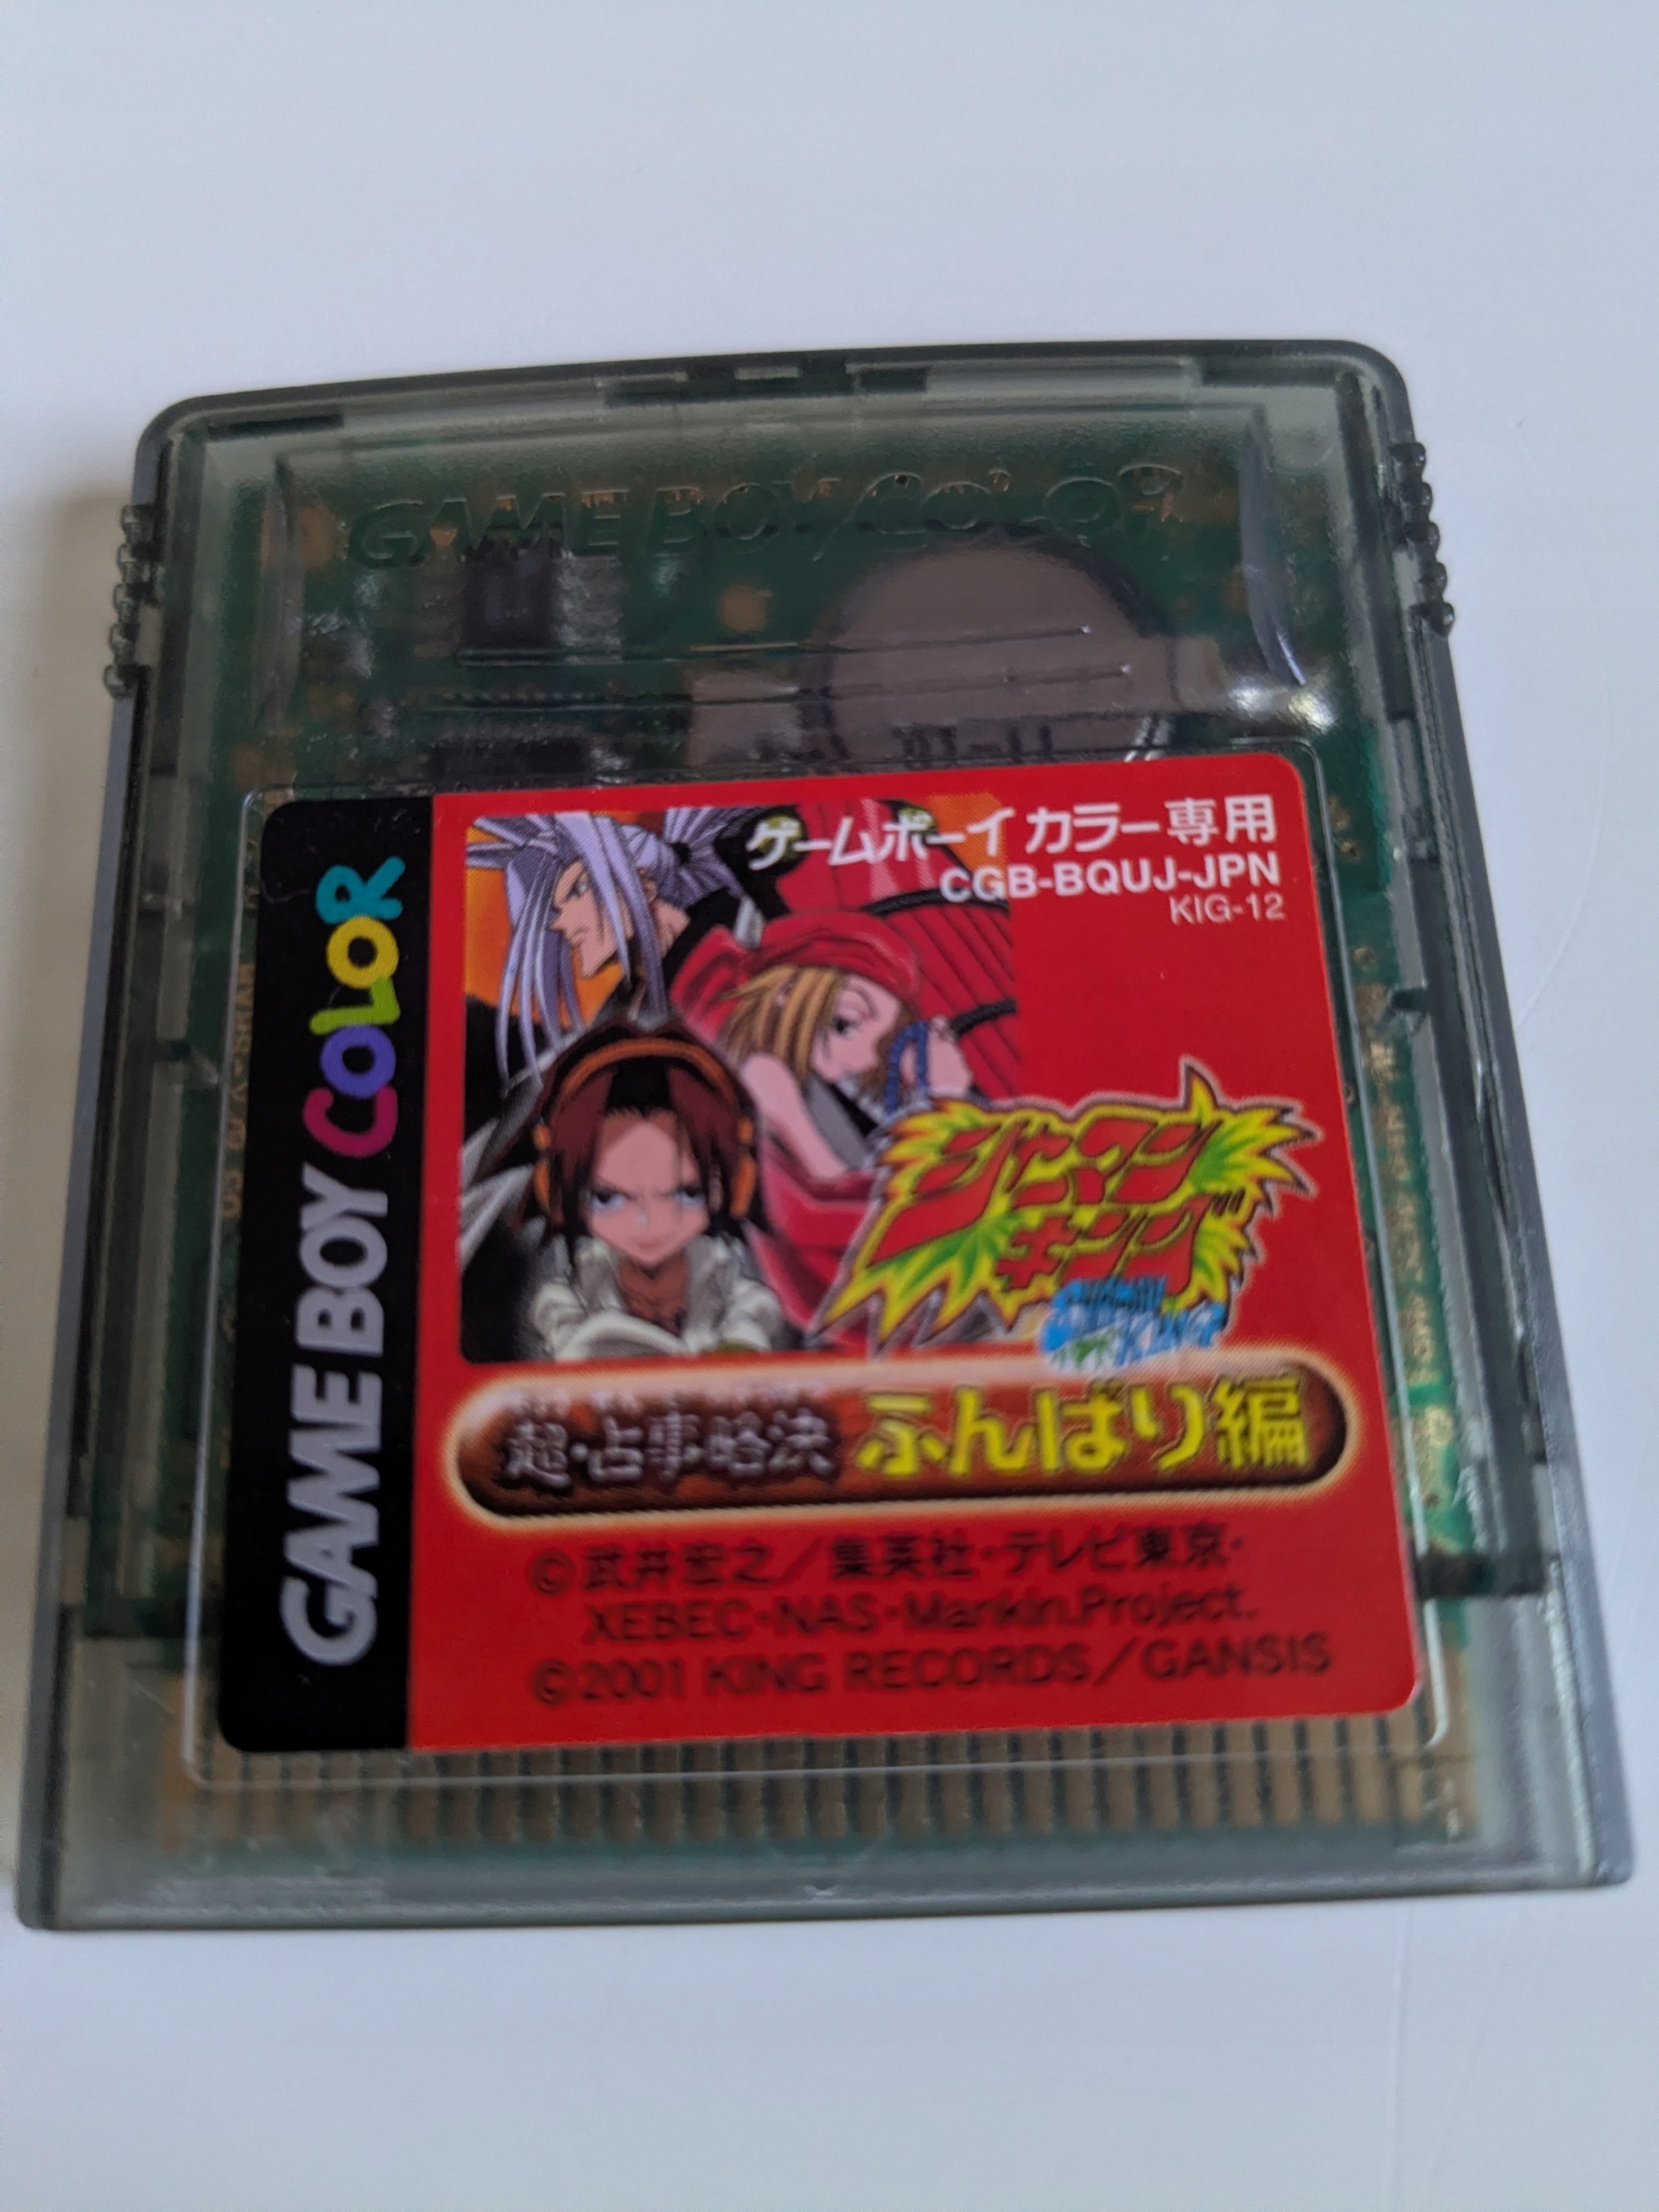 GAME BOY COLOR
GAME BOY COLOR
ゲームボーイ カラー専用
CGB-BQUJ-JPN
KIG-12
シャーマン
キング
SHAMAN
KING
超・占事略決 ふんばり編
©武井宏之／集英社・テレビ東京・
XEBEC・NAS・Mankin.Project.
©2001 KING RECORDS／GANSIS